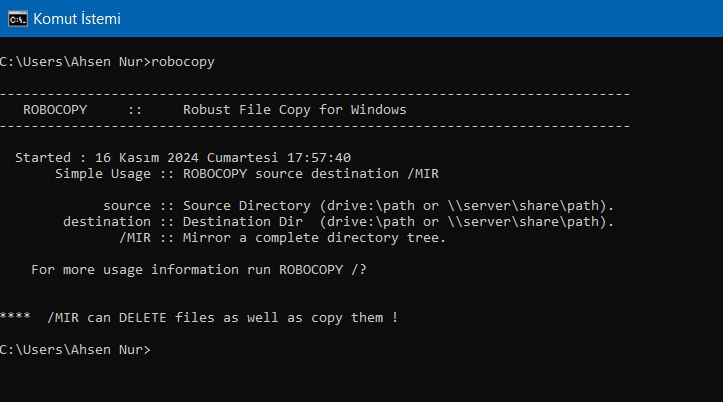 Komut İstemi
C:\Users\Ahsen Nur>robocopy
-------------------------------------------------------------------------------
   ROBOCOPY     ::     Robust File Copy for Windows
-------------------------------------------------------------------------------
  Started : 16 Kasım 2024 Cumartesi 17:57:40
       Simple Usage :: ROBOCOPY source destination /MIR
             source :: Source Directory (drive:\path or \\server\share\path).
        destination :: Destination Dir  (drive:\path or \\server\share\path).
               /MIR :: Mirror a complete directory tree.
    For more usage information run ROBOCOPY /?
****  /MIR can DELETE files as well as copy them !
C:\Users\Ahsen Nur>